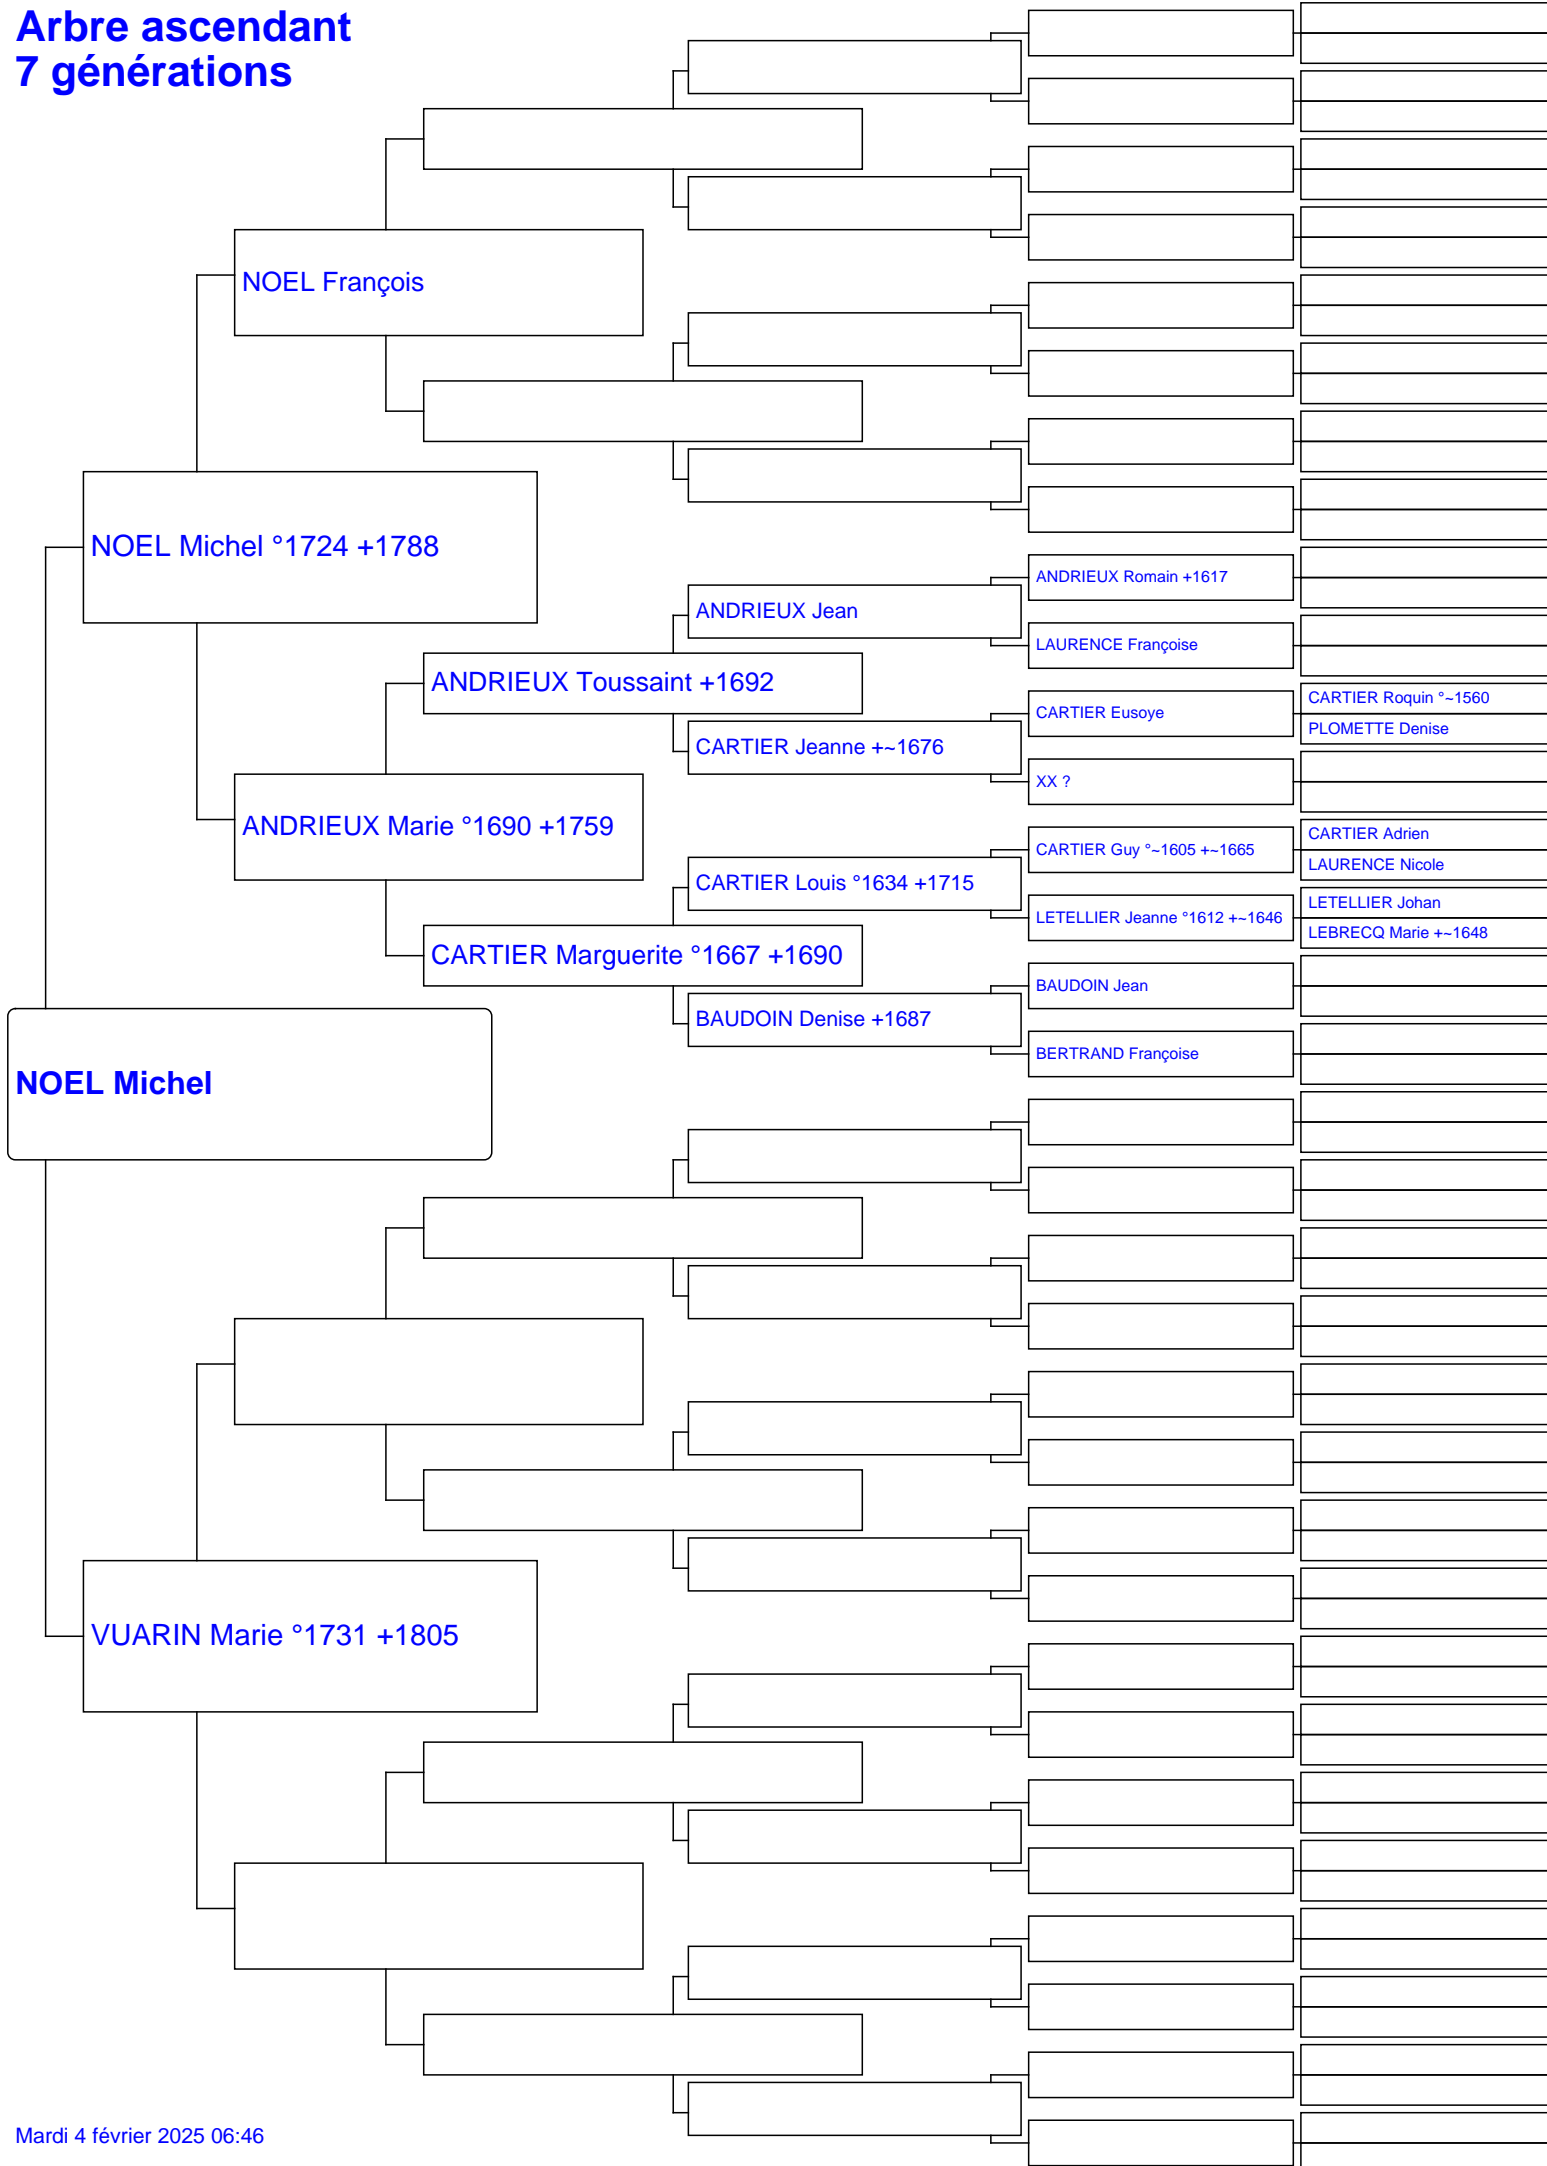 Arbre ascendant
7 générations
NOEL François
NOEL Michel °1724 +1788
ANDRIEUX Romain +1617
ANDRIEUX Jean
LAURENCE Françoise
ANDRIEUX Toussaint +1692
CARTIER Roquin °~1560
CARTIER Eusoye
PLOMETTE Denise
CARTIER Jeanne +~1676
XX ?
ANDRIEUX Marie °1690 +1759
CARTIER Adrien
CARTIER Guy °~1605 +~1665
LAURENCE Nicole
CARTIER Louis °1634 +1715
LETELLIER Johan
LETELLIER Jeanne °1612 +~1646
LEBRECQ Marie +~1648
CARTIER Marguerite °1667 +1690
BAUDOIN Jean
BAUDOIN Denise +1687
BERTRAND Françoise
NOEL Michel
VUARIN Marie °1731 +1805
Mardi 4 février 2025 06:46